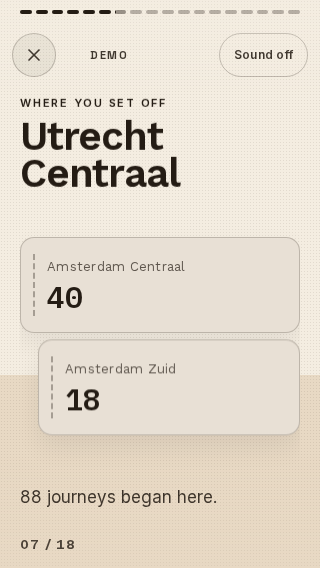 DEMO
Sound off
WHERE YOU SET OFF
Utrecht
Centraal
Amsterdam Centraal
40
Amsterdam Zuid
18
88 journeys began here.
07 / 18